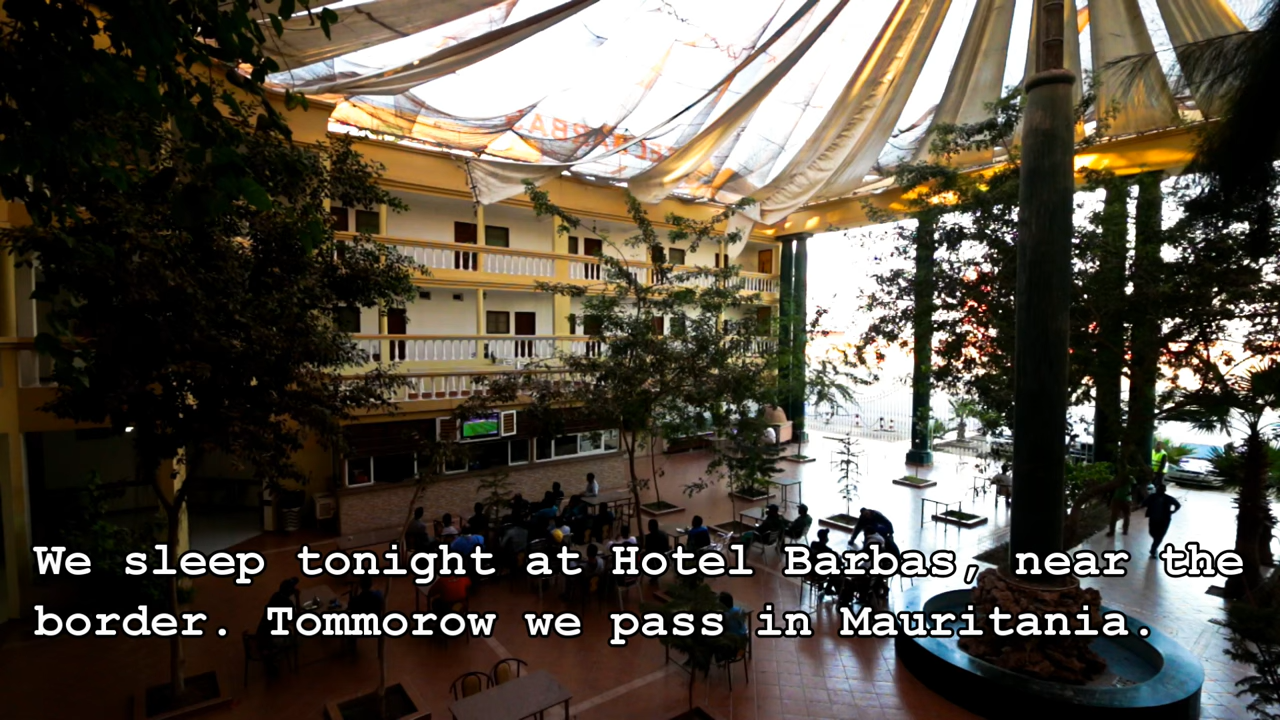 We sleep tonight at Hotel Barbas, near the
border. Tommorow we pass in Mauritania.